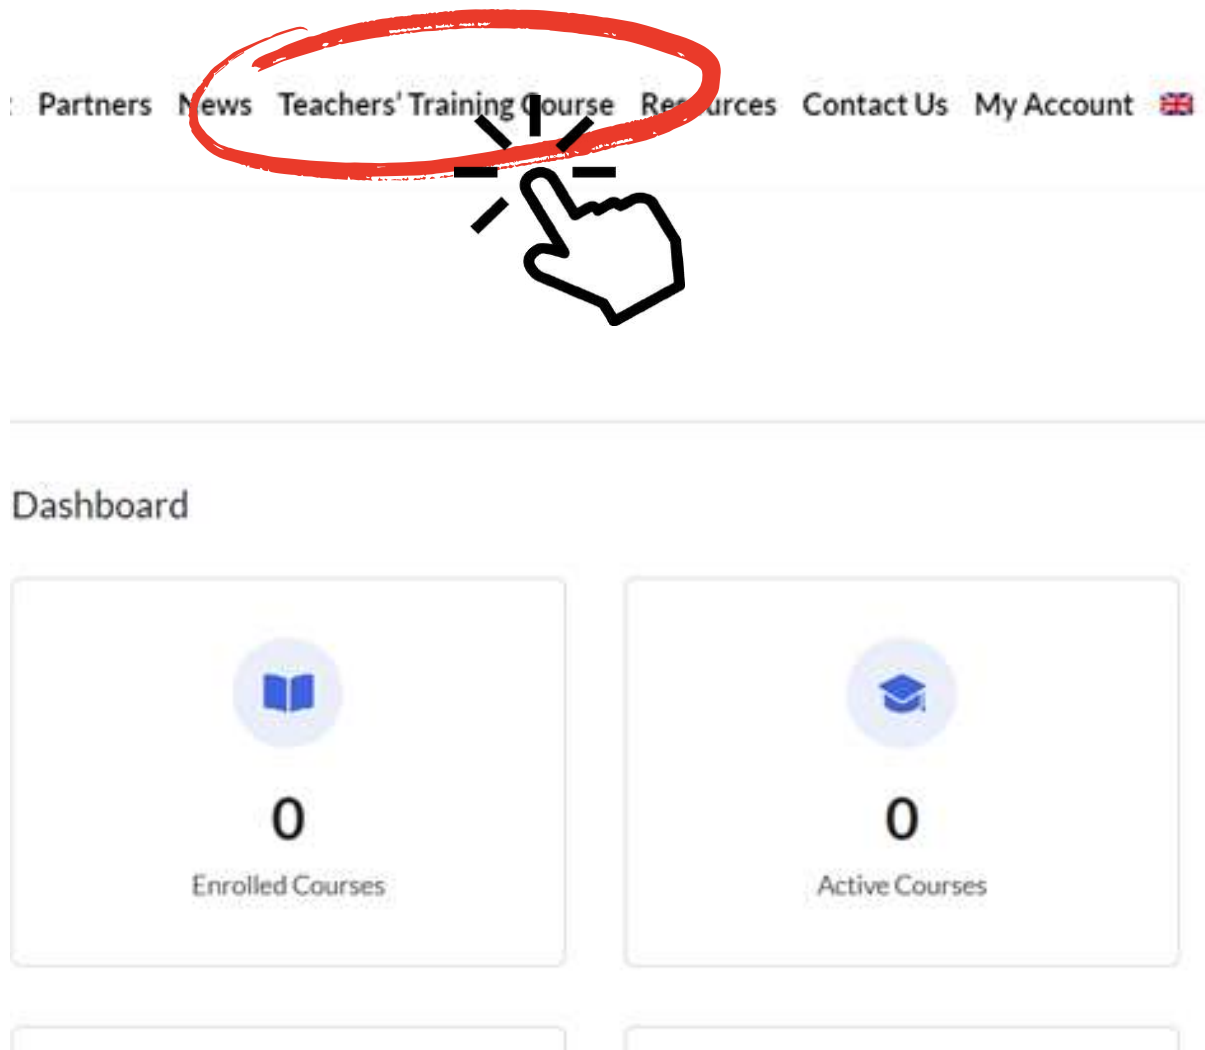 Partners News Teachers’ Training Course Resources Contact Us My Account
Dashboard
0 0
Enrolled Courses Active Courses